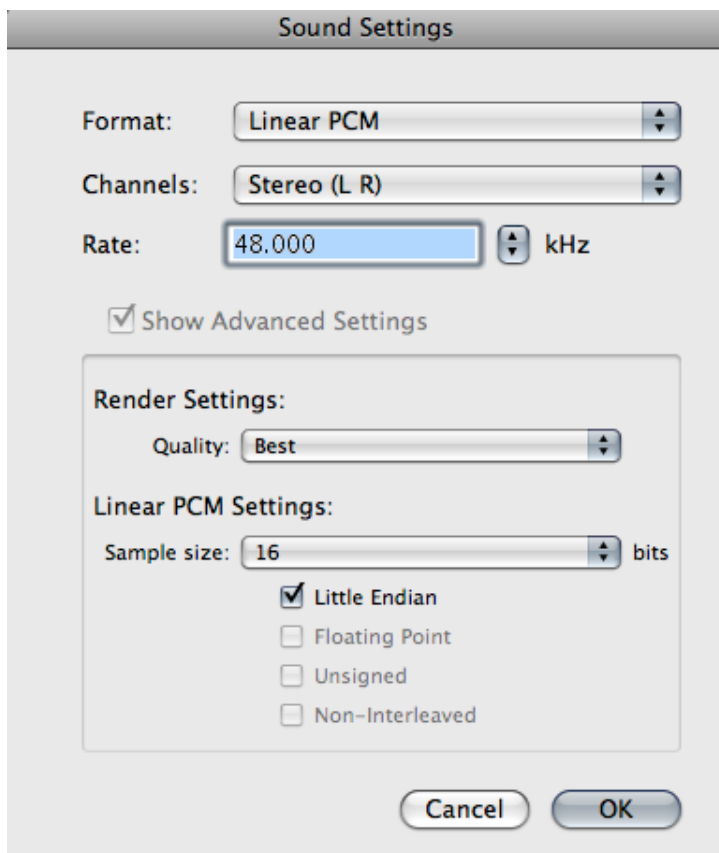 Sound Settings
Format: Linear PCM
Channels: Stereo (L R)
Rate: 48.000 kHz
Show Advanced Settings
Render Settings:
Quality: Best
Linear PCM Settings:
Sample size: 16 bits
Little Endian
Floating Point
Unsigned
Non-Interleaved
Cancel OK